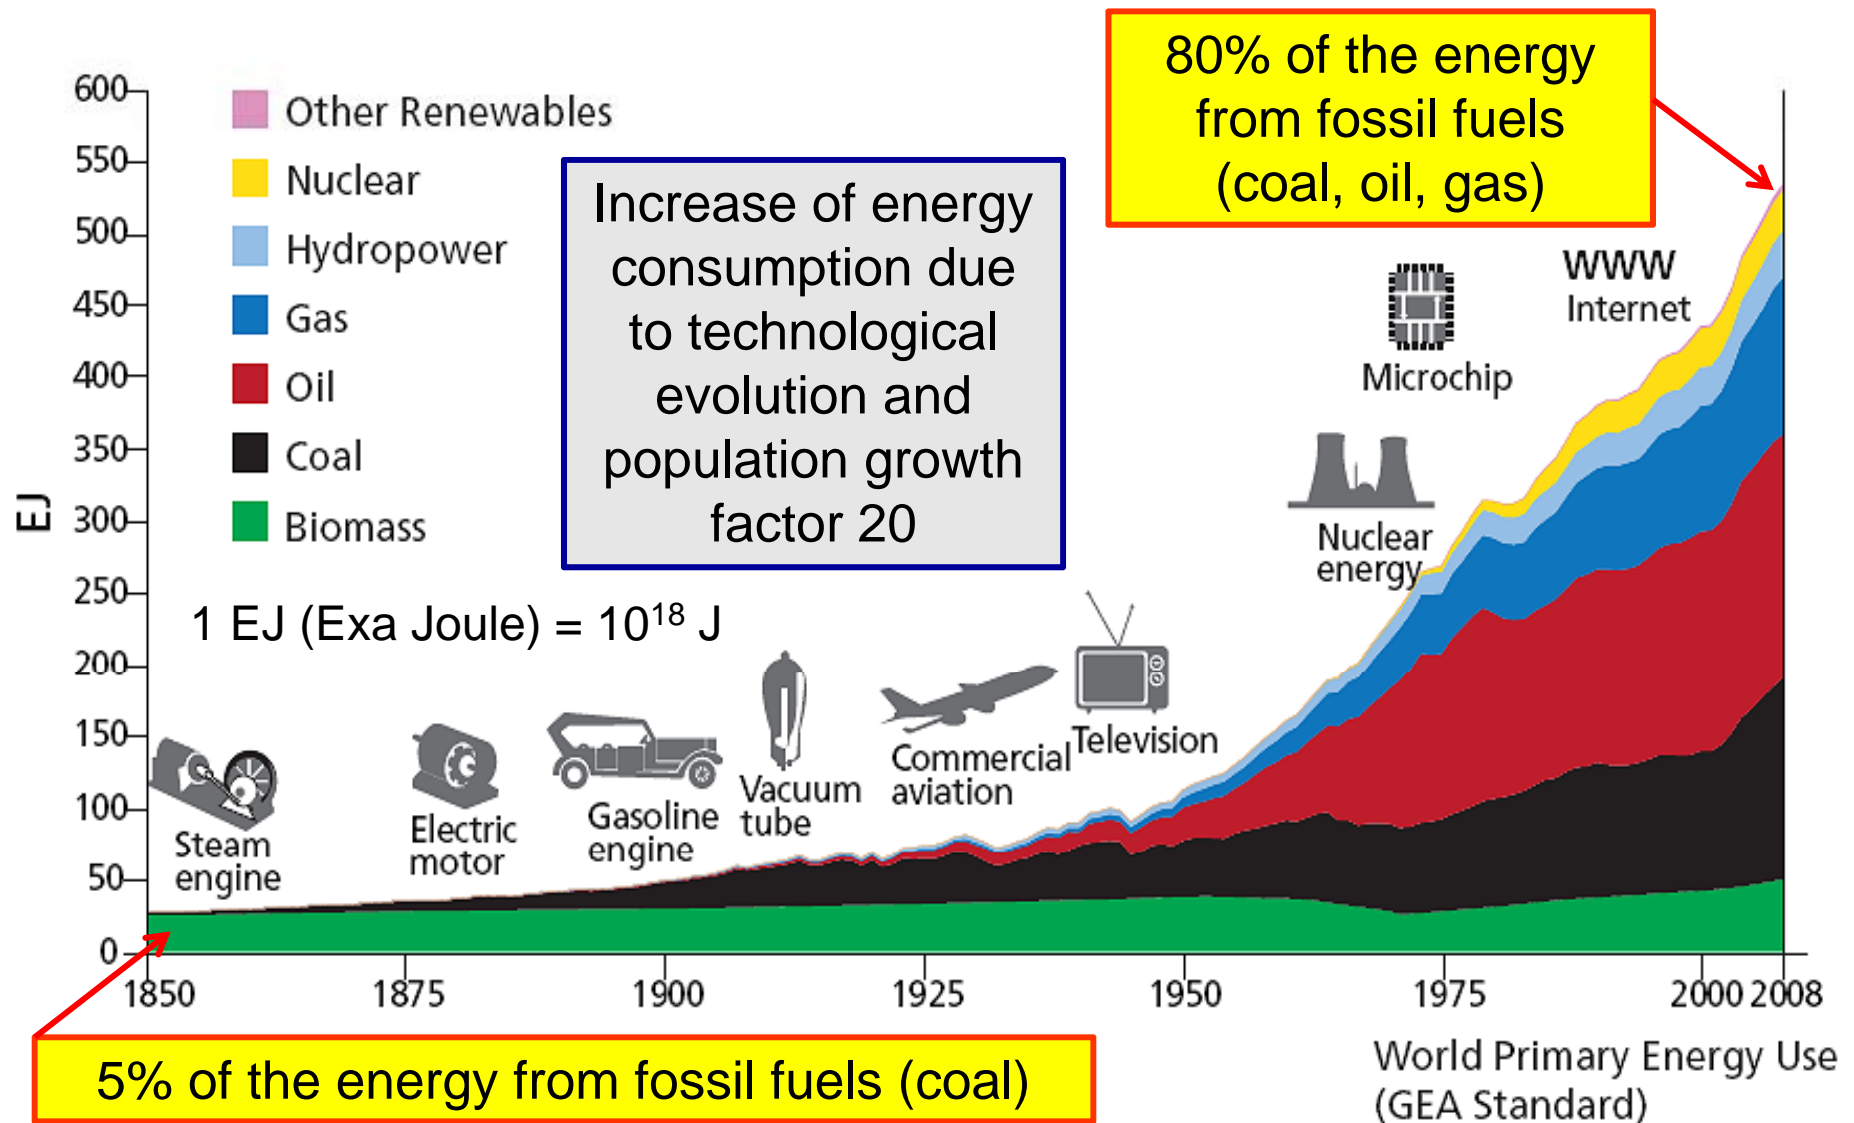 80% of the energy
from fossil fuels
(coal, oil, gas)
600
550
500
450
400
350
300
250
200
150
100
50
0
EJ
Other Renewables
Nuclear
Hydropower
Gas
Oil
Coal
Biomass
Increase of energy
consumption due
to technological
evolution and
population growth
factor 20
1 EJ (Exa Joule) = 10¹⁸ J
WWW
Internet
Microchip
Nuclear
energy
Television
Commercial
aviation
Vacuum
tube
Gasoline
engine
Electric
motor
Steam
engine
1850
1875
1900
1925
1950
1975
2000 2008
5% of the energy from fossil fuels (coal)
World Primary Energy Use
(GEA Standard)